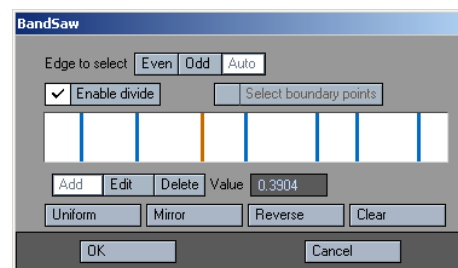 BandSaw
Edge to select Even Odd Auto
Enable divide Select boundary points
Add Edit Delete Value 0.3904
Uniform Mirror Reverse Clear
OK Cancel